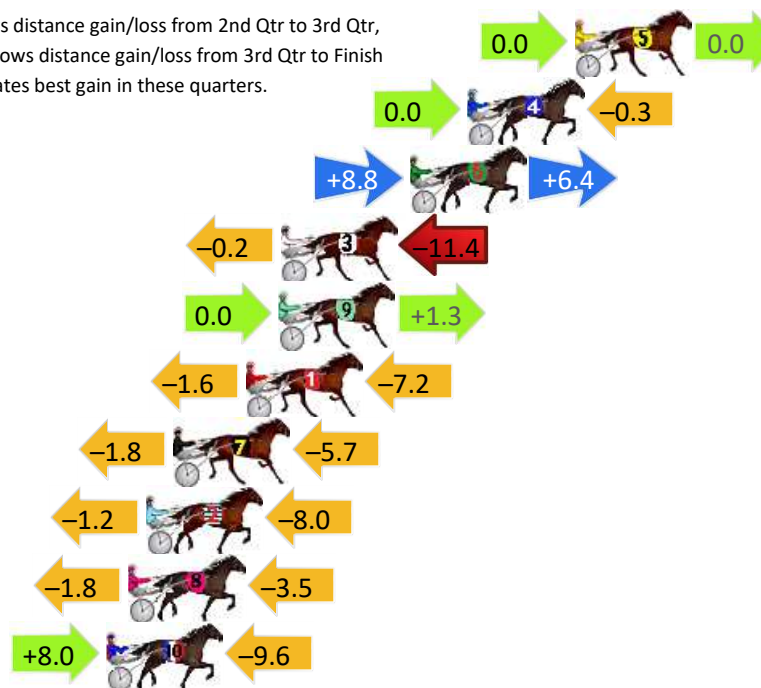 s distance gain/loss from 2nd Qtr to 3rd Qtr,
ows distance gain/loss from 3rd Qtr to Finish
ates best gain in these quarters.
0.0 5 0.0
0.0 4 –0.3
+8.8 +6.4
–0.2 3 –11.4
0.0 9 +1.3
–1.6 1 –7.2
–1.8 7 –5.7
–1.2 2 –8.0
–1.8 8 –3.5
+8.0 10 –9.6